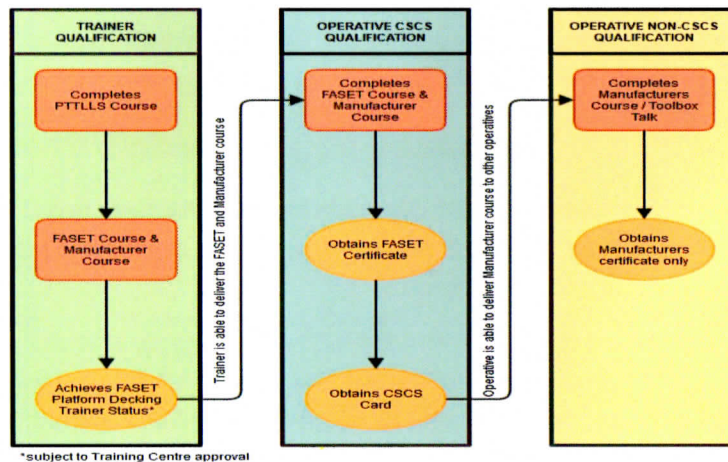 TRAINER
QUALIFICATION
Completes
PTTLLS Course
FASET Course &
Manufacturer
Course
Achieves FASET
Platform Decking
Trainer Status*
Trainer is able to deliver the FASET and Manufacturer course
OPERATIVE CSCS
QUALIFICATION
Completes
FASET Course &
Manufacturer
Course
Obtains FASET
Certificate
Obtains CSCS
Card
Operative is able to deliver Manufacturer course to other operatives
OPERATIVE NON-CSCS
QUALIFICATION
Completes
Manufacturers
Course / Toolbox
Talk
Obtains
Manufacturers
certificate only
*subject to Training Centre approval